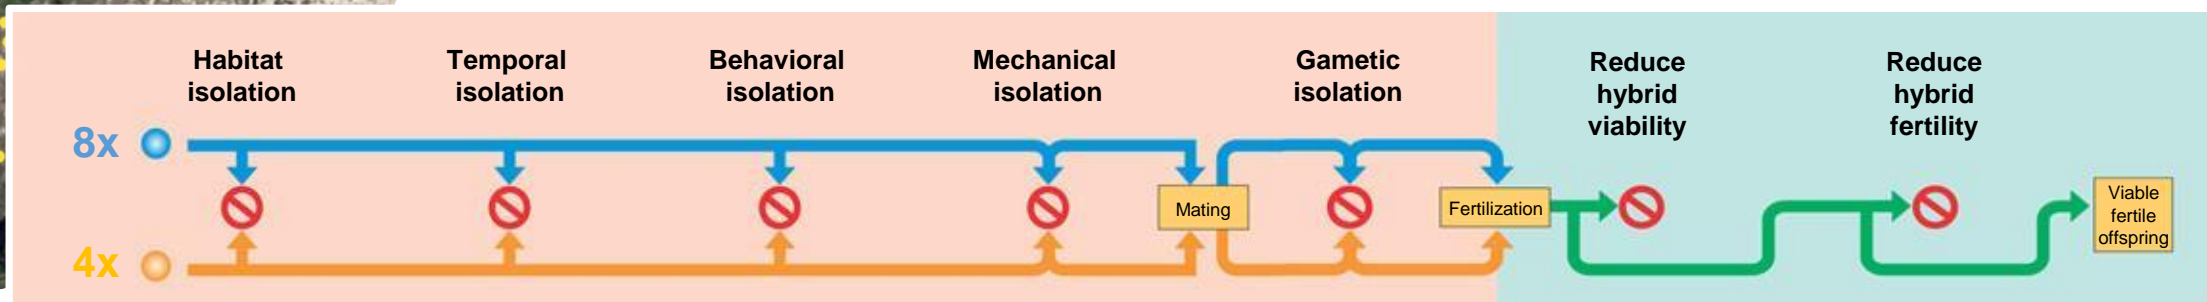 Habitat
isolation
Temporal
isolation
Behavioral
isolation
Mechanical
isolation
Gametic
isolation
Reduce
hybrid
viability
Reduce
hybrid
fertility
8x
4x
Mating
Fertilization
Viable
fertile
offspring